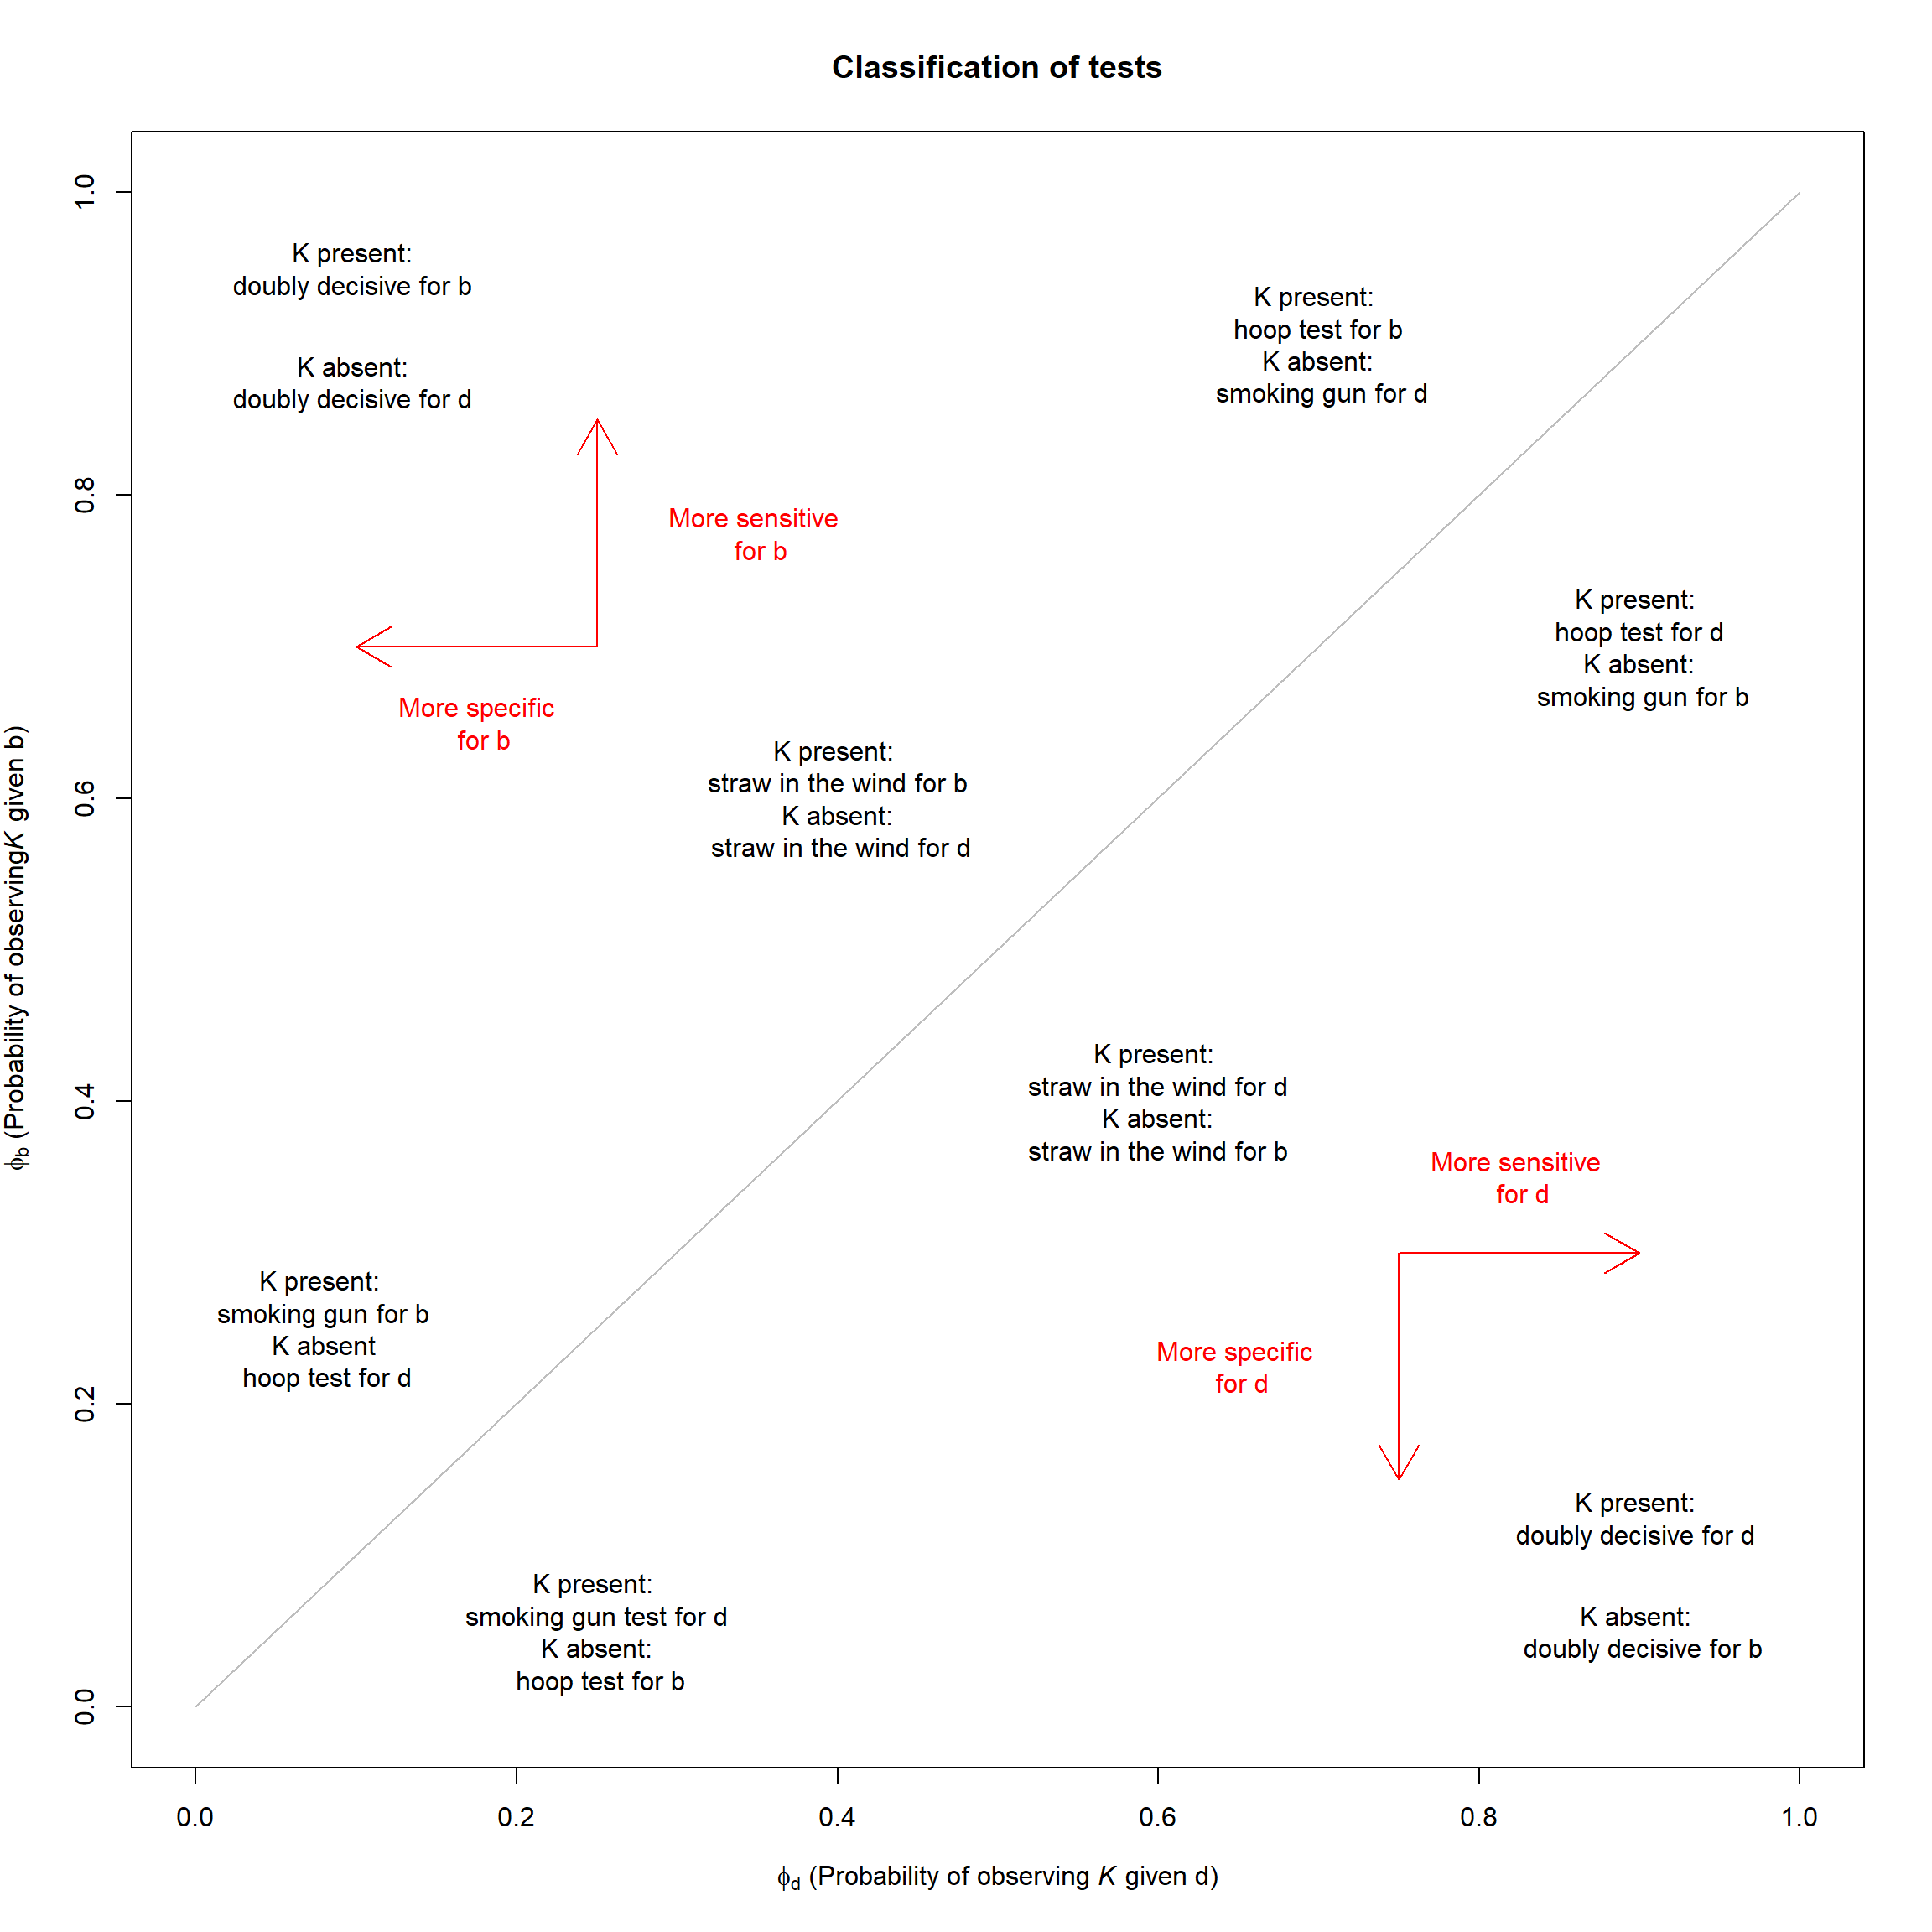 Classification of tests
K present:
doubly decisive for b
K absent:
doubly decisive for d
K present:
hoop test for b
K absent:
smoking gun for d
More sensitive
for b
More specific
for b
K present:
hoop test for d
K absent:
smoking gun for b
K present:
straw in the wind for b
K absent:
straw in the wind for d
K present:
straw in the wind for d
K absent:
straw in the wind for b
More sensitive
for d
More specific
for d
K present:
smoking gun for b
K absent
hoop test for d
K present:
doubly decisive for d
K absent:
doubly decisive for b
K present:
smoking gun test for d
K absent:
hoop test for b
1.0
0.8
0.6
0.4
0.2
0.0
0.0 0.2 0.4 0.6 0.8 1.0
ϕb (Probability of observingK given b)
ϕd (Probability of observing K given d)